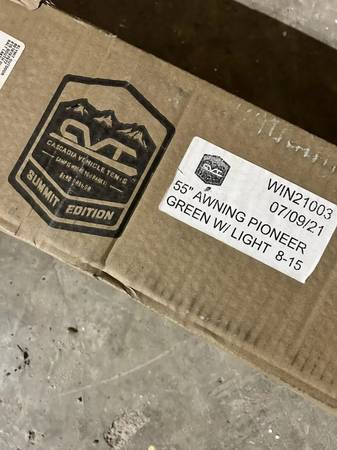 CVT
CASCADIA VEHICLE TENTS
SUMMIT EDITION
WIN21003
07/09/21
55" AWNING PIONEER
GREEN W/ LIGHT 8-15